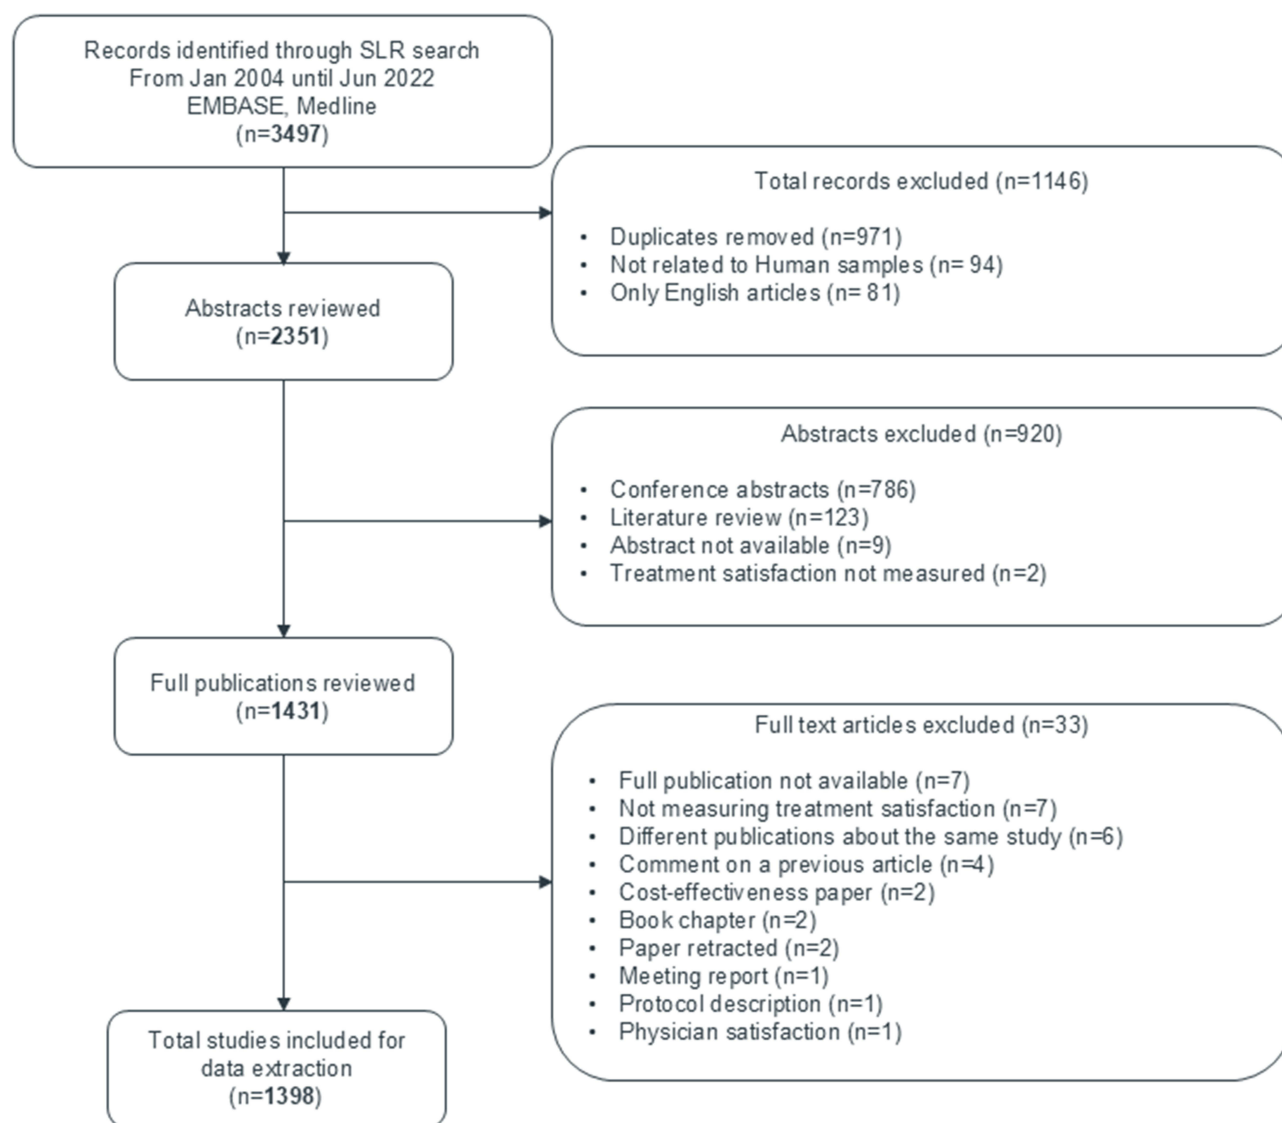 Records identified through SLR search
From Jan 2004 until Jun 2022
EMBASE, Medline
(n=3497)
Total records excluded (n=1146)
• Duplicates removed (n=971)
• Not related to Human samples (n= 94)
• Only English articles (n= 81)
Abstracts reviewed
(n=2351)
Abstracts excluded (n=920)
• Conference abstracts (n=786)
• Literature review (n=123)
• Abstract not available (n=9)
• Treatment satisfaction not measured (n=2)
Full publications reviewed
(n=1431)
Full text articles excluded (n=33)
• Full publication not available (n=7)
• Not measuring treatment satisfaction (n=7)
• Different publications about the same study (n=6)
• Comment on a previous article (n=4)
• Cost-effectiveness paper (n=2)
• Book chapter (n=2)
• Paper retracted (n=2)
• Meeting report (n=1)
• Protocol description (n=1)
• Physician satisfaction (n=1)
Total studies included for
data extraction
(n=1398)